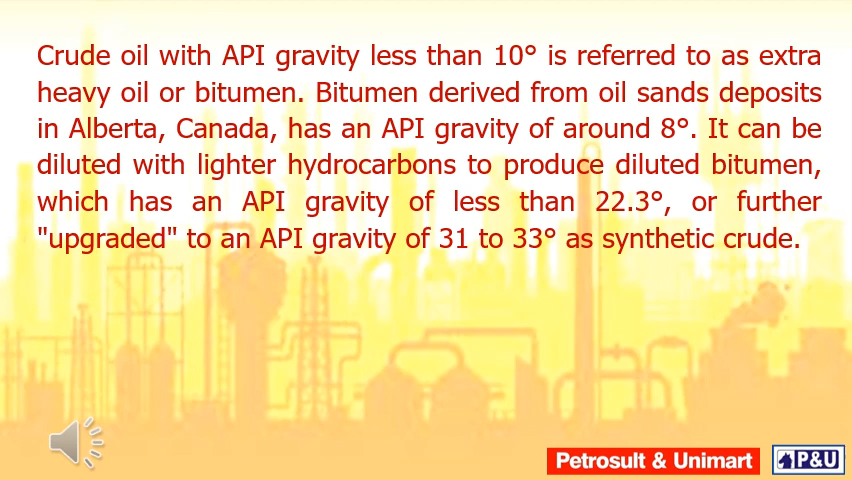 Crude oil with API gravity less than 10° is referred to as extra
heavy oil or bitumen. Bitumen derived from oil sands deposits
in Alberta, Canada, has an API gravity of around 8°. It can be
diluted with lighter hydrocarbons to produce diluted bitumen,
which has an API gravity of less than 22.3°, or further
"upgraded" to an API gravity of 31 to 33° as synthetic crude.
Petrosult & Unimart
P&U